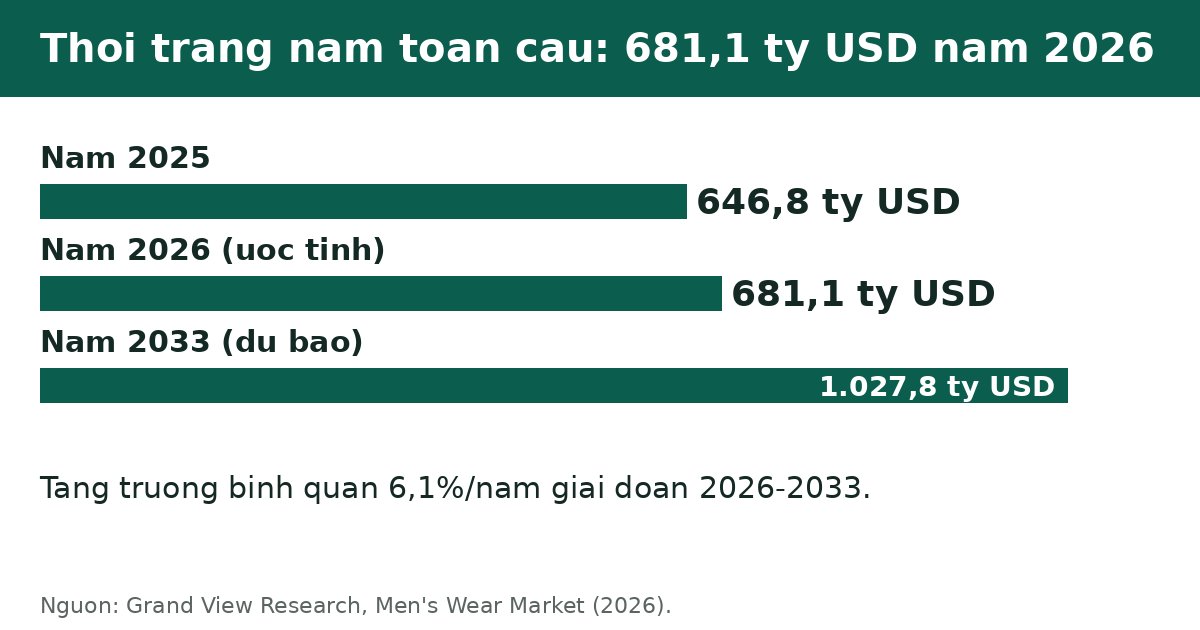 Thoi trang nam toan cau: 681,1 ty USD nam 2026
Nam 2025
646,8 ty USD
Nam 2026 (uoc tinh)
681,1 ty USD
Nam 2033 (du bao)
1.027,8 ty USD
Tang truong binh quan 6,1%/nam giai doan 2026-2033.
Nguon: Grand View Research, Men's Wear Market (2026).